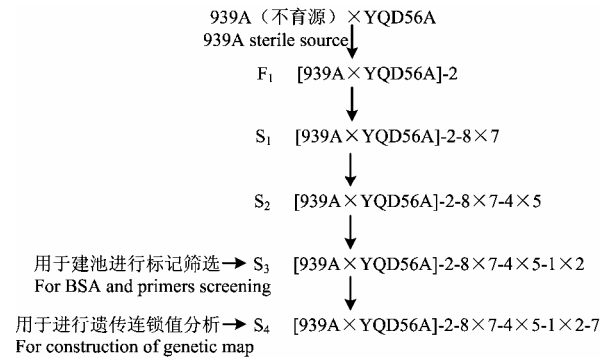 939A（不育源）×YQD56A
939A sterile source
F₁ [939A×YQD56A]-2
S₁ [939A×YQD56A]-2-8×7
S₂ [939A×YQD56A]-2-8×7-4×5
用于建池进行标记筛选→ S₃ [939A×YQD56A]-2-8×7-4×5-1×2
For BSA and primers screening
用于进行遗传连锁值分析→ S₄ [939A×YQD56A]-2-8×7-4×5-1×2-7
For construction of genetic map